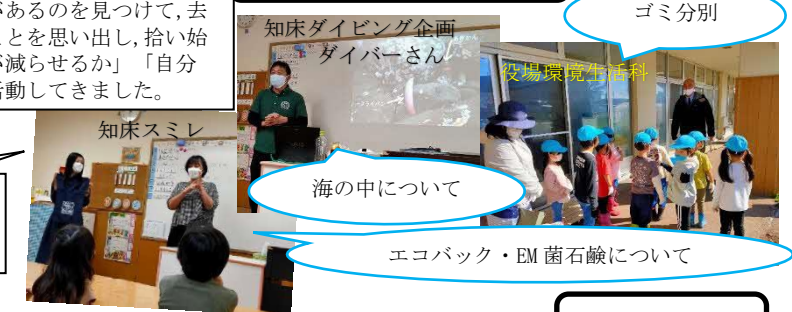 があるのを見つけて,去
ことを思い出し,拾い始
が減らせるか」「自分
活動してきました。
知床ダイビング企画
ダイバーさん
ゴミ分別
役場環境生活科
知床スミレ
海の中について
エコバック・EM菌石鹸について